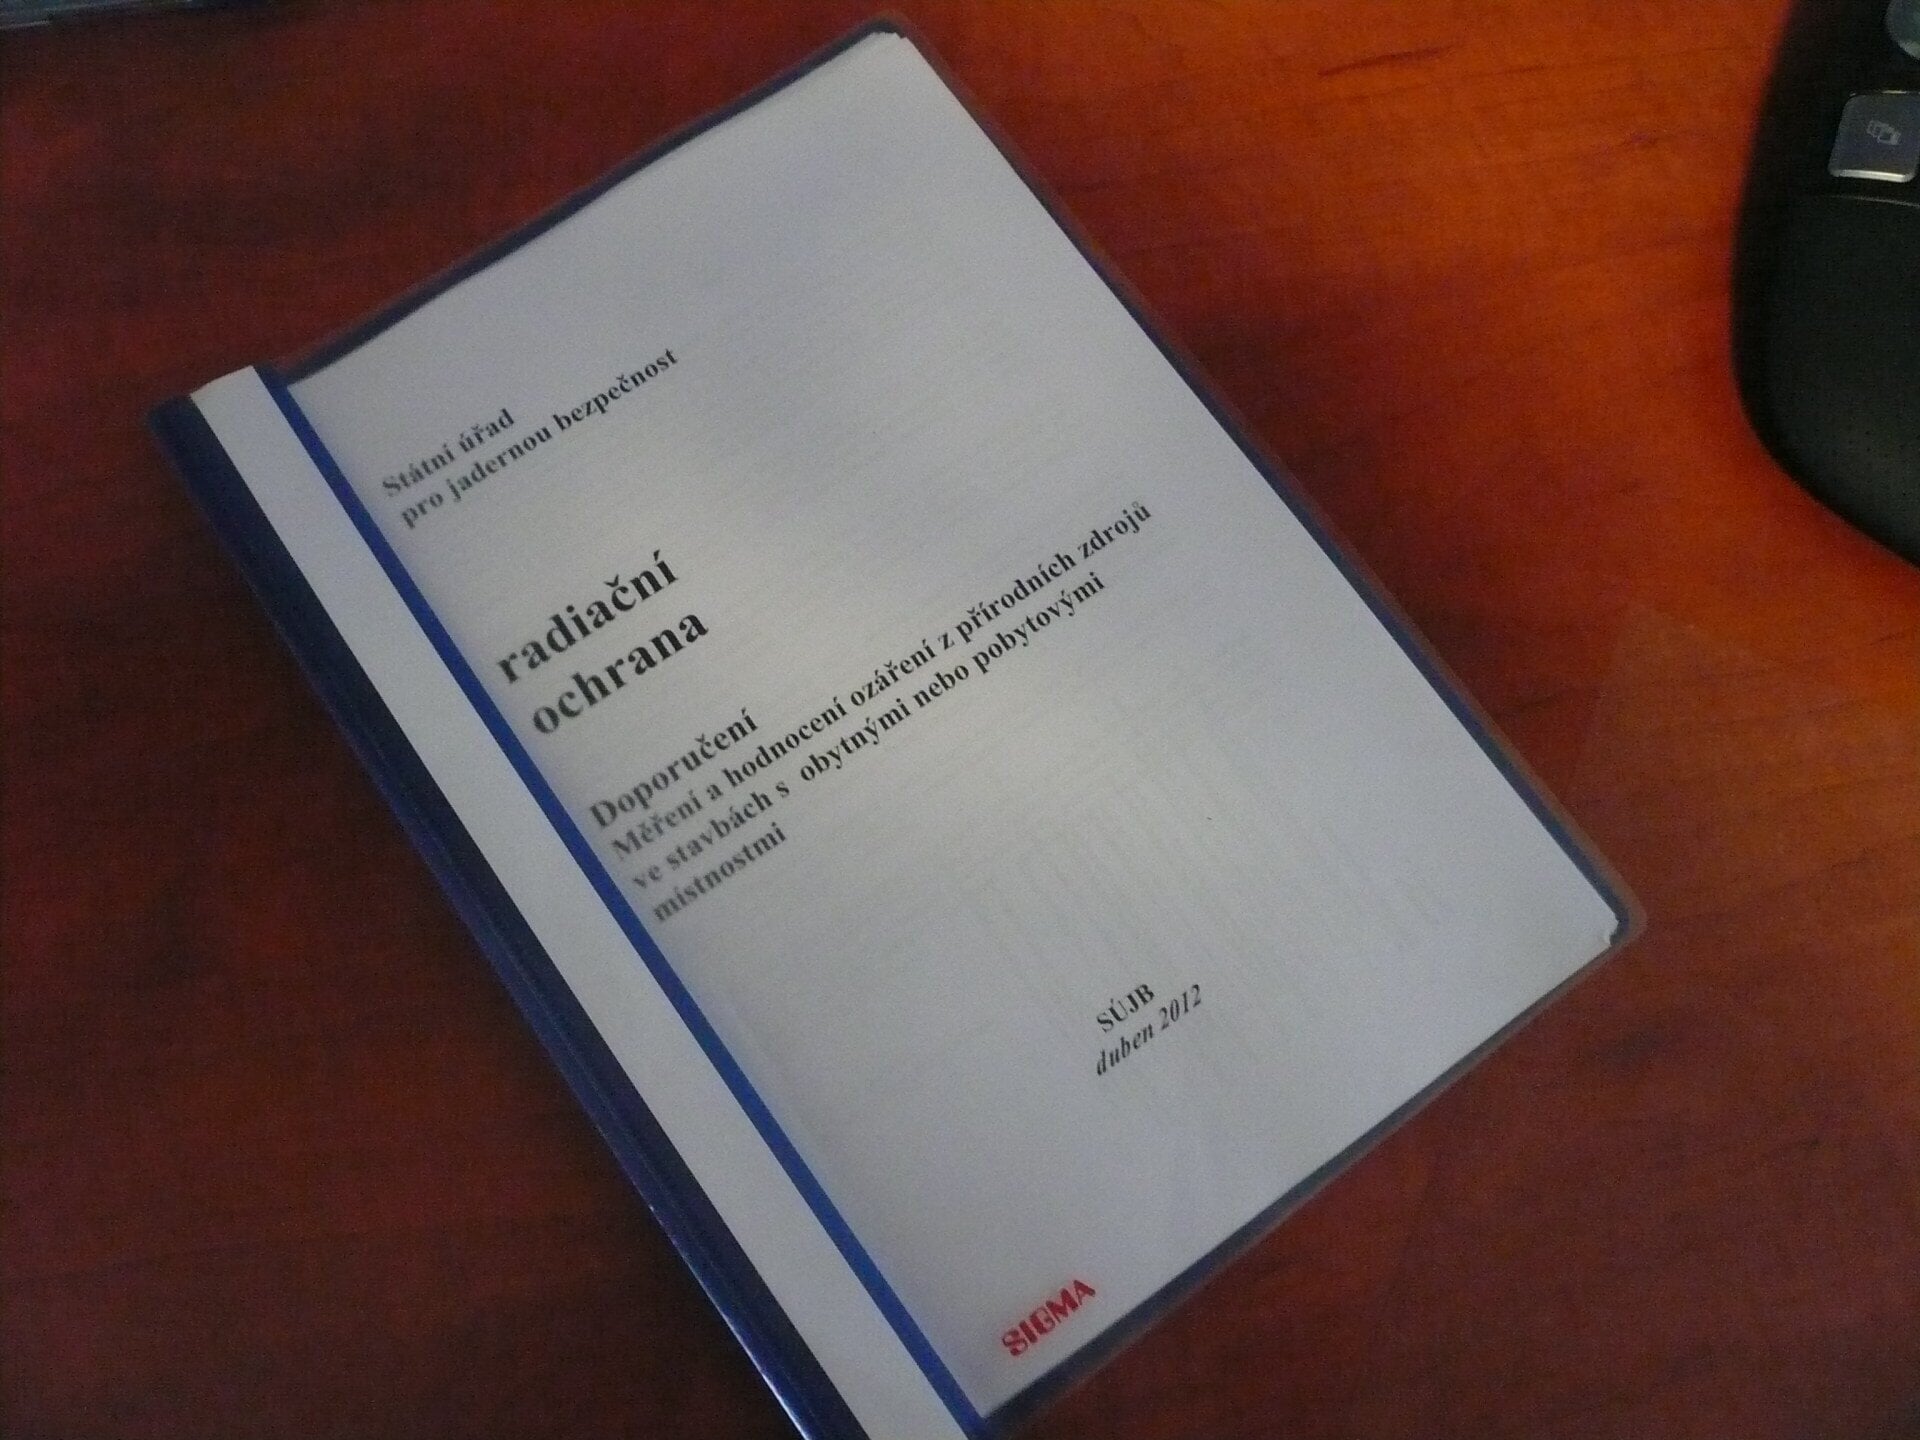 Státní úřad
pro jadernou bezpečnost
radiační
ochrana
Doporučení
Měření a hodnocení ozáření z přírodních zdrojů
ve stavbách s obytnými nebo pobytovými
místnostmi
SÚJB
duben 2012
SIGMA